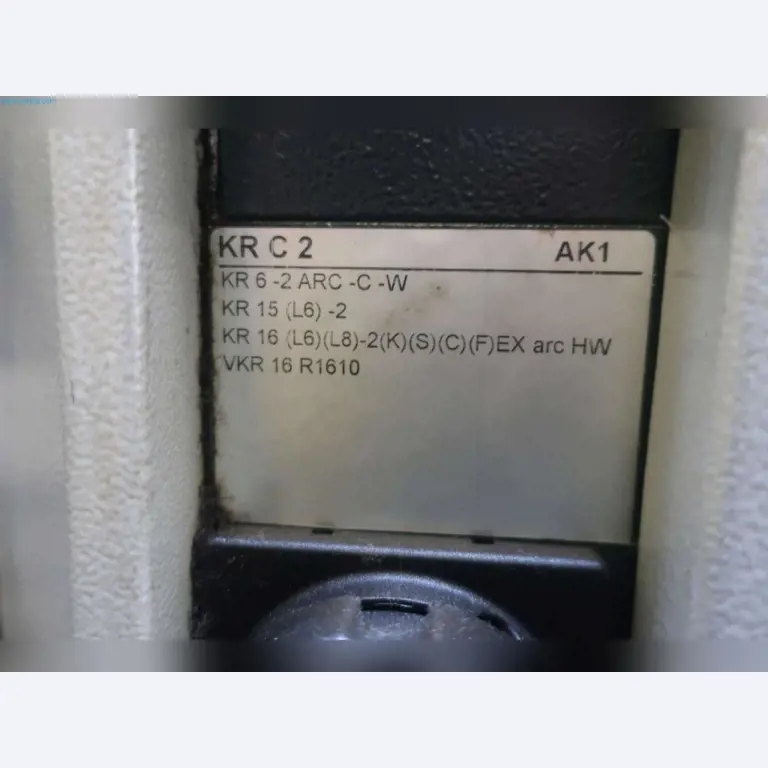 KR C 2 AK1
KR 6 -2 ARC -C -W
KR 15 (L6) -2
KR 16 (L6)(L8)-2(K)(S)(C)(F)EX arc HW
VKR 16 R1610